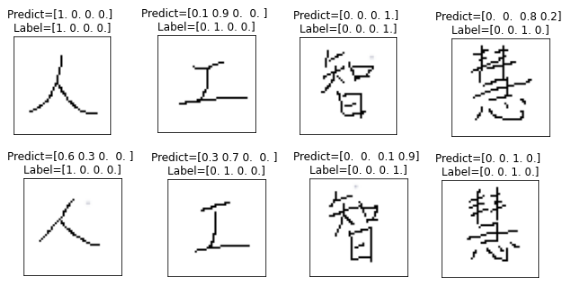 Predict=[1. 0. 0. 0.]
Label=[1. 0. 0. 0.]
人
Predict=[0.1 0.9 0.  0. ]
Label=[0. 1. 0. 0.]
工
Predict=[0. 0. 0. 1.]
Label=[0. 0. 0. 1.]
智
Predict=[0.  0.  0.8 0.2]
Label=[0. 0. 1. 0.]
慧
Predict=[0.6 0.3 0.  0. ]
Label=[1. 0. 0. 0.]
人
Predict=[0.3 0.7 0.  0. ]
Label=[0. 1. 0. 0.]
工
Predict=[0.  0.  0.1 0.9]
Label=[0. 0. 0. 1.]
智
Predict=[0. 0. 1. 0.]
Label=[0. 0. 1. 0.]
慧